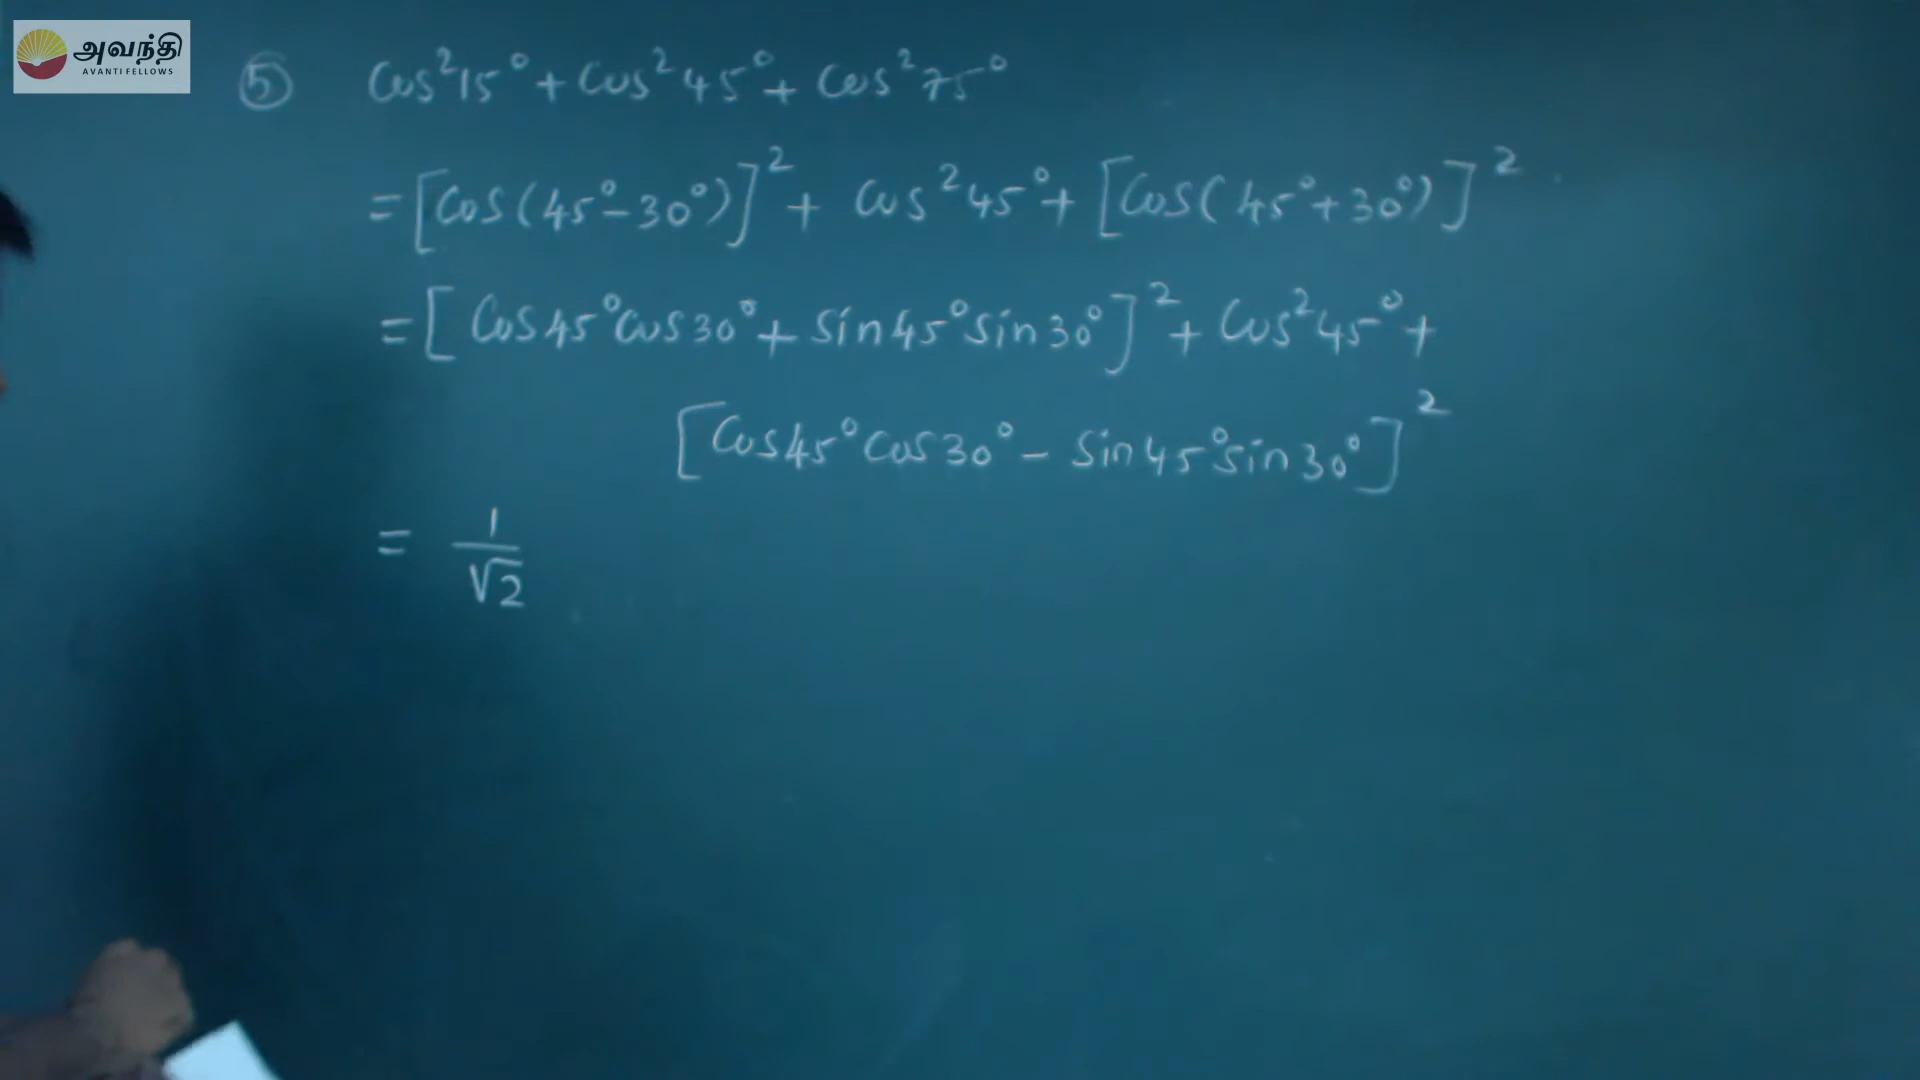 அவந்தி
AVANTI FELLOWS
⑤ Cos²15° + Cos²45° + Cos²75°
= [Cos(45° - 30°)]² + Cos²45° + [Cos(45° + 30°)]²
= [Cos45°Cos30° + Sin45°Sin30°]² + Cos²45° +
[Cos45°Cos30° - Sin45°Sin30°]²
= 1/√2